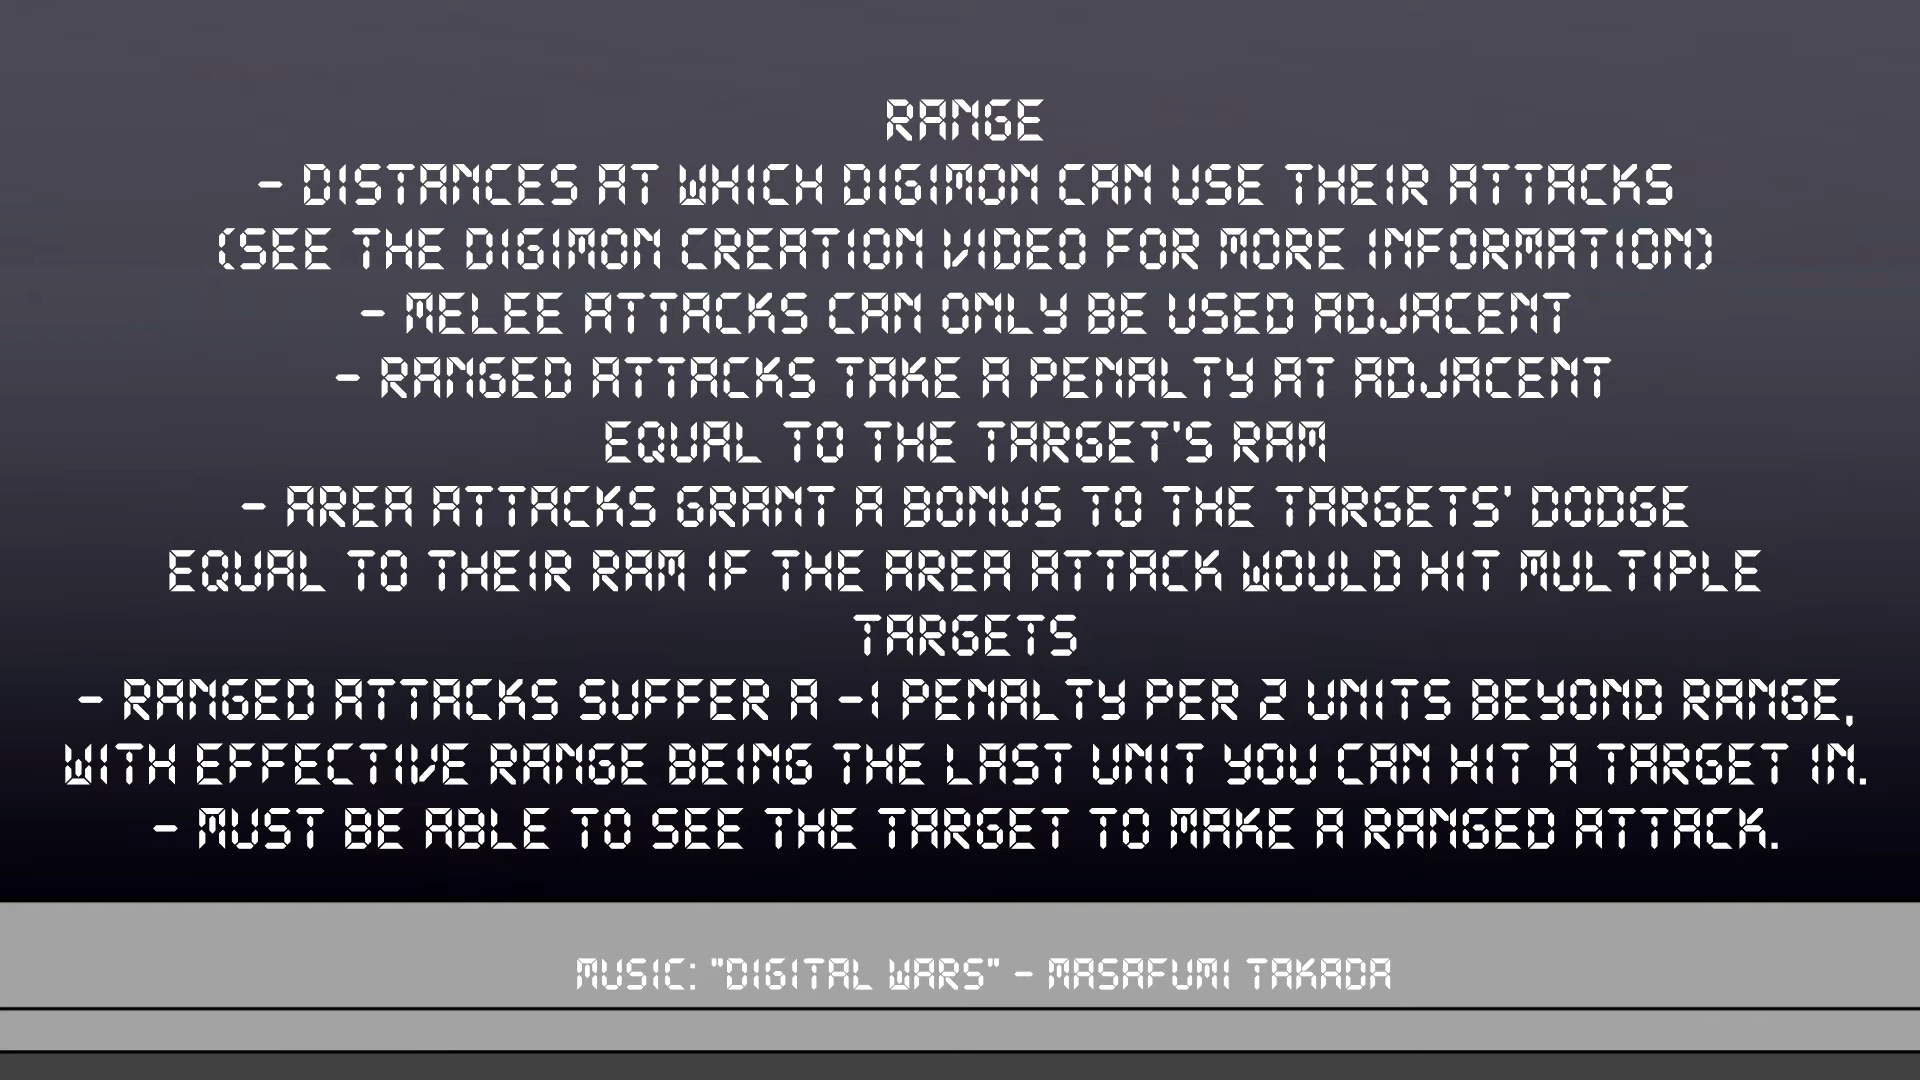 RANGE
- DISTANCES AT WHICH DIGIMON CAN USE THEIR ATTACKS
(SEE THE DIGIMON CREATION VIDEO FOR MORE INFORMATION)
- MELEE ATTACKS CAN ONLY BE USED ADJACENT
- RANGED ATTACKS TAKE A PENALTY AT ADJACENT
EQUAL TO THE TARGET'S RAM
- AREA ATTACKS GRANT A BONUS TO THE TARGETS' DODGE
EQUAL TO THEIR RAM IF THE AREA ATTACK WOULD HIT MULTIPLE
TARGETS
- RANGED ATTACKS SUFFER A -1 PENALTY PER 2 UNITS BEYOND RANGE,
WITH EFFECTIVE RANGE BEING THE LAST UNIT YOU CAN HIT A TARGET IN.
- MUST BE ABLE TO SEE THE TARGET TO MAKE A RANGED ATTACK.
MUSIC: "DIGITAL WARS" - MASAFUMI TAKADA